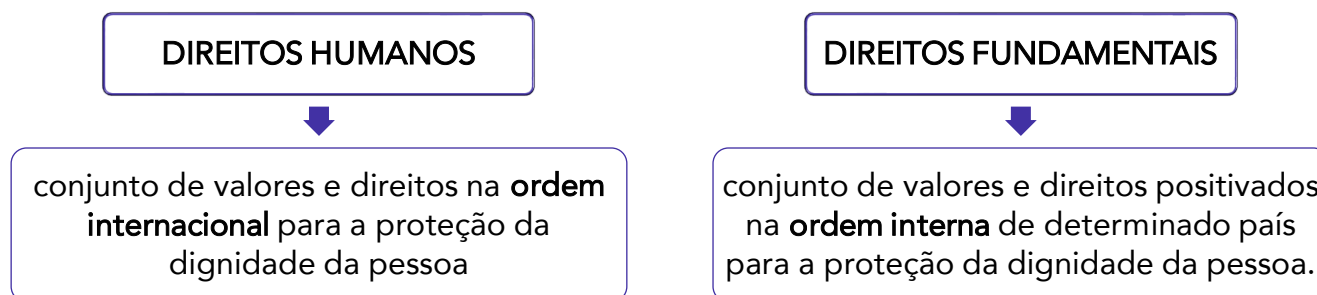 DIREITOS HUMANOS
conjunto de valores e direitos na ordem
internacional para a proteção da
dignidade da pessoa
DIREITOS FUNDAMENTAIS
conjunto de valores e direitos positivados
na ordem interna de determinado país
para a proteção da dignidade da pessoa.